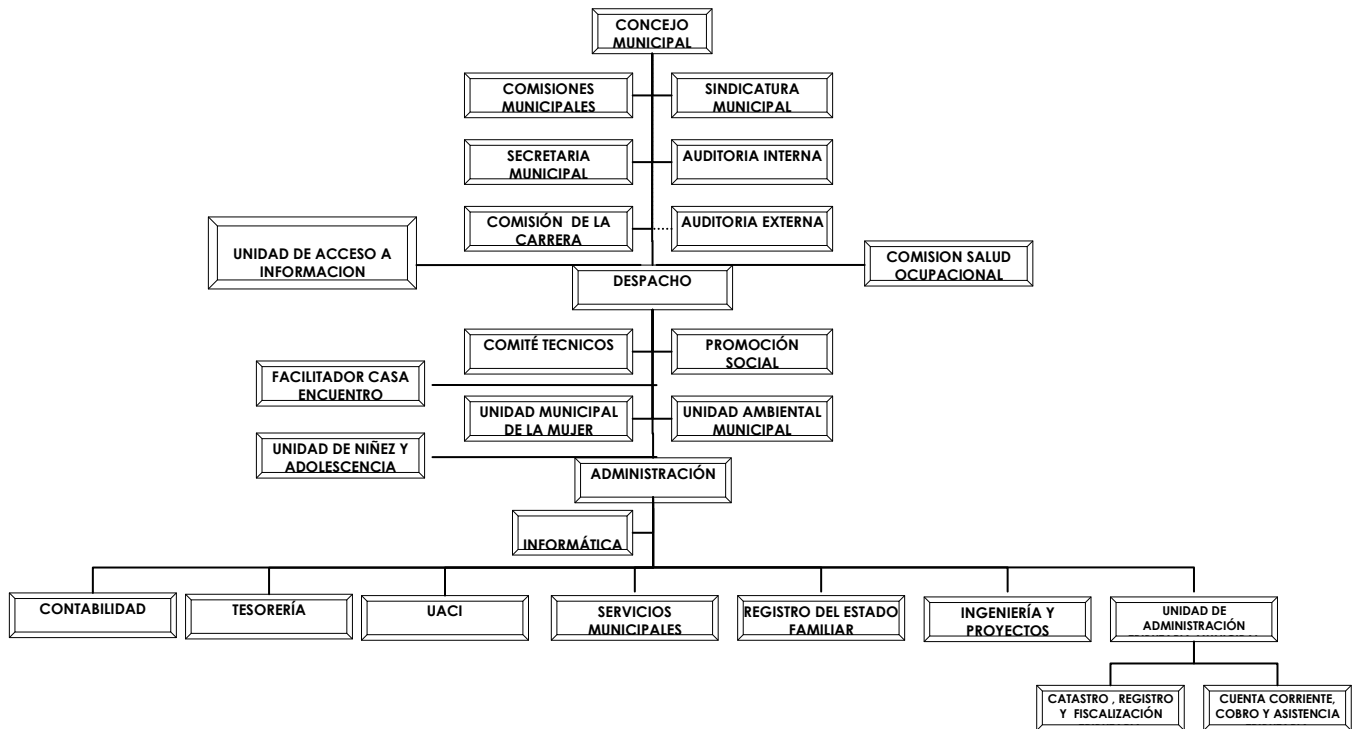 CONCEJO
MUNICIPAL
COMISIONES
MUNICIPALES
SINDICATURA
MUNICIPAL
SECRETARIA
MUNICIPAL
AUDITORIA INTERNA
COMISIÓN DE LA
CARRERA
AUDITORIA EXTERNA
UNIDAD DE ACCESO A
INFORMACION
COMISION SALUD
OCUPACIONAL
DESPACHO
COMITÉ TECNICOS
PROMOCIÓN
SOCIAL
FACILITADOR CASA
ENCUENTRO
UNIDAD MUNICIPAL
DE LA MUJER
UNIDAD AMBIENTAL
MUNICIPAL
UNIDAD DE NIÑEZ Y
ADOLESCENCIA
ADMINISTRACIÓN
INFORMÁTICA
CONTABILIDAD
TESORERÍA
UACI
SERVICIOS
MUNICIPALES
REGISTRO DEL ESTADO
FAMILIAR
INGENIERÍA Y
PROYECTOS
UNIDAD DE
ADMINISTRACIÓN
CATASTRO , REGISTRO
Y FISCALIZACIÓN
CUENTA CORRIENTE,
COBRO Y ASISTENCIA